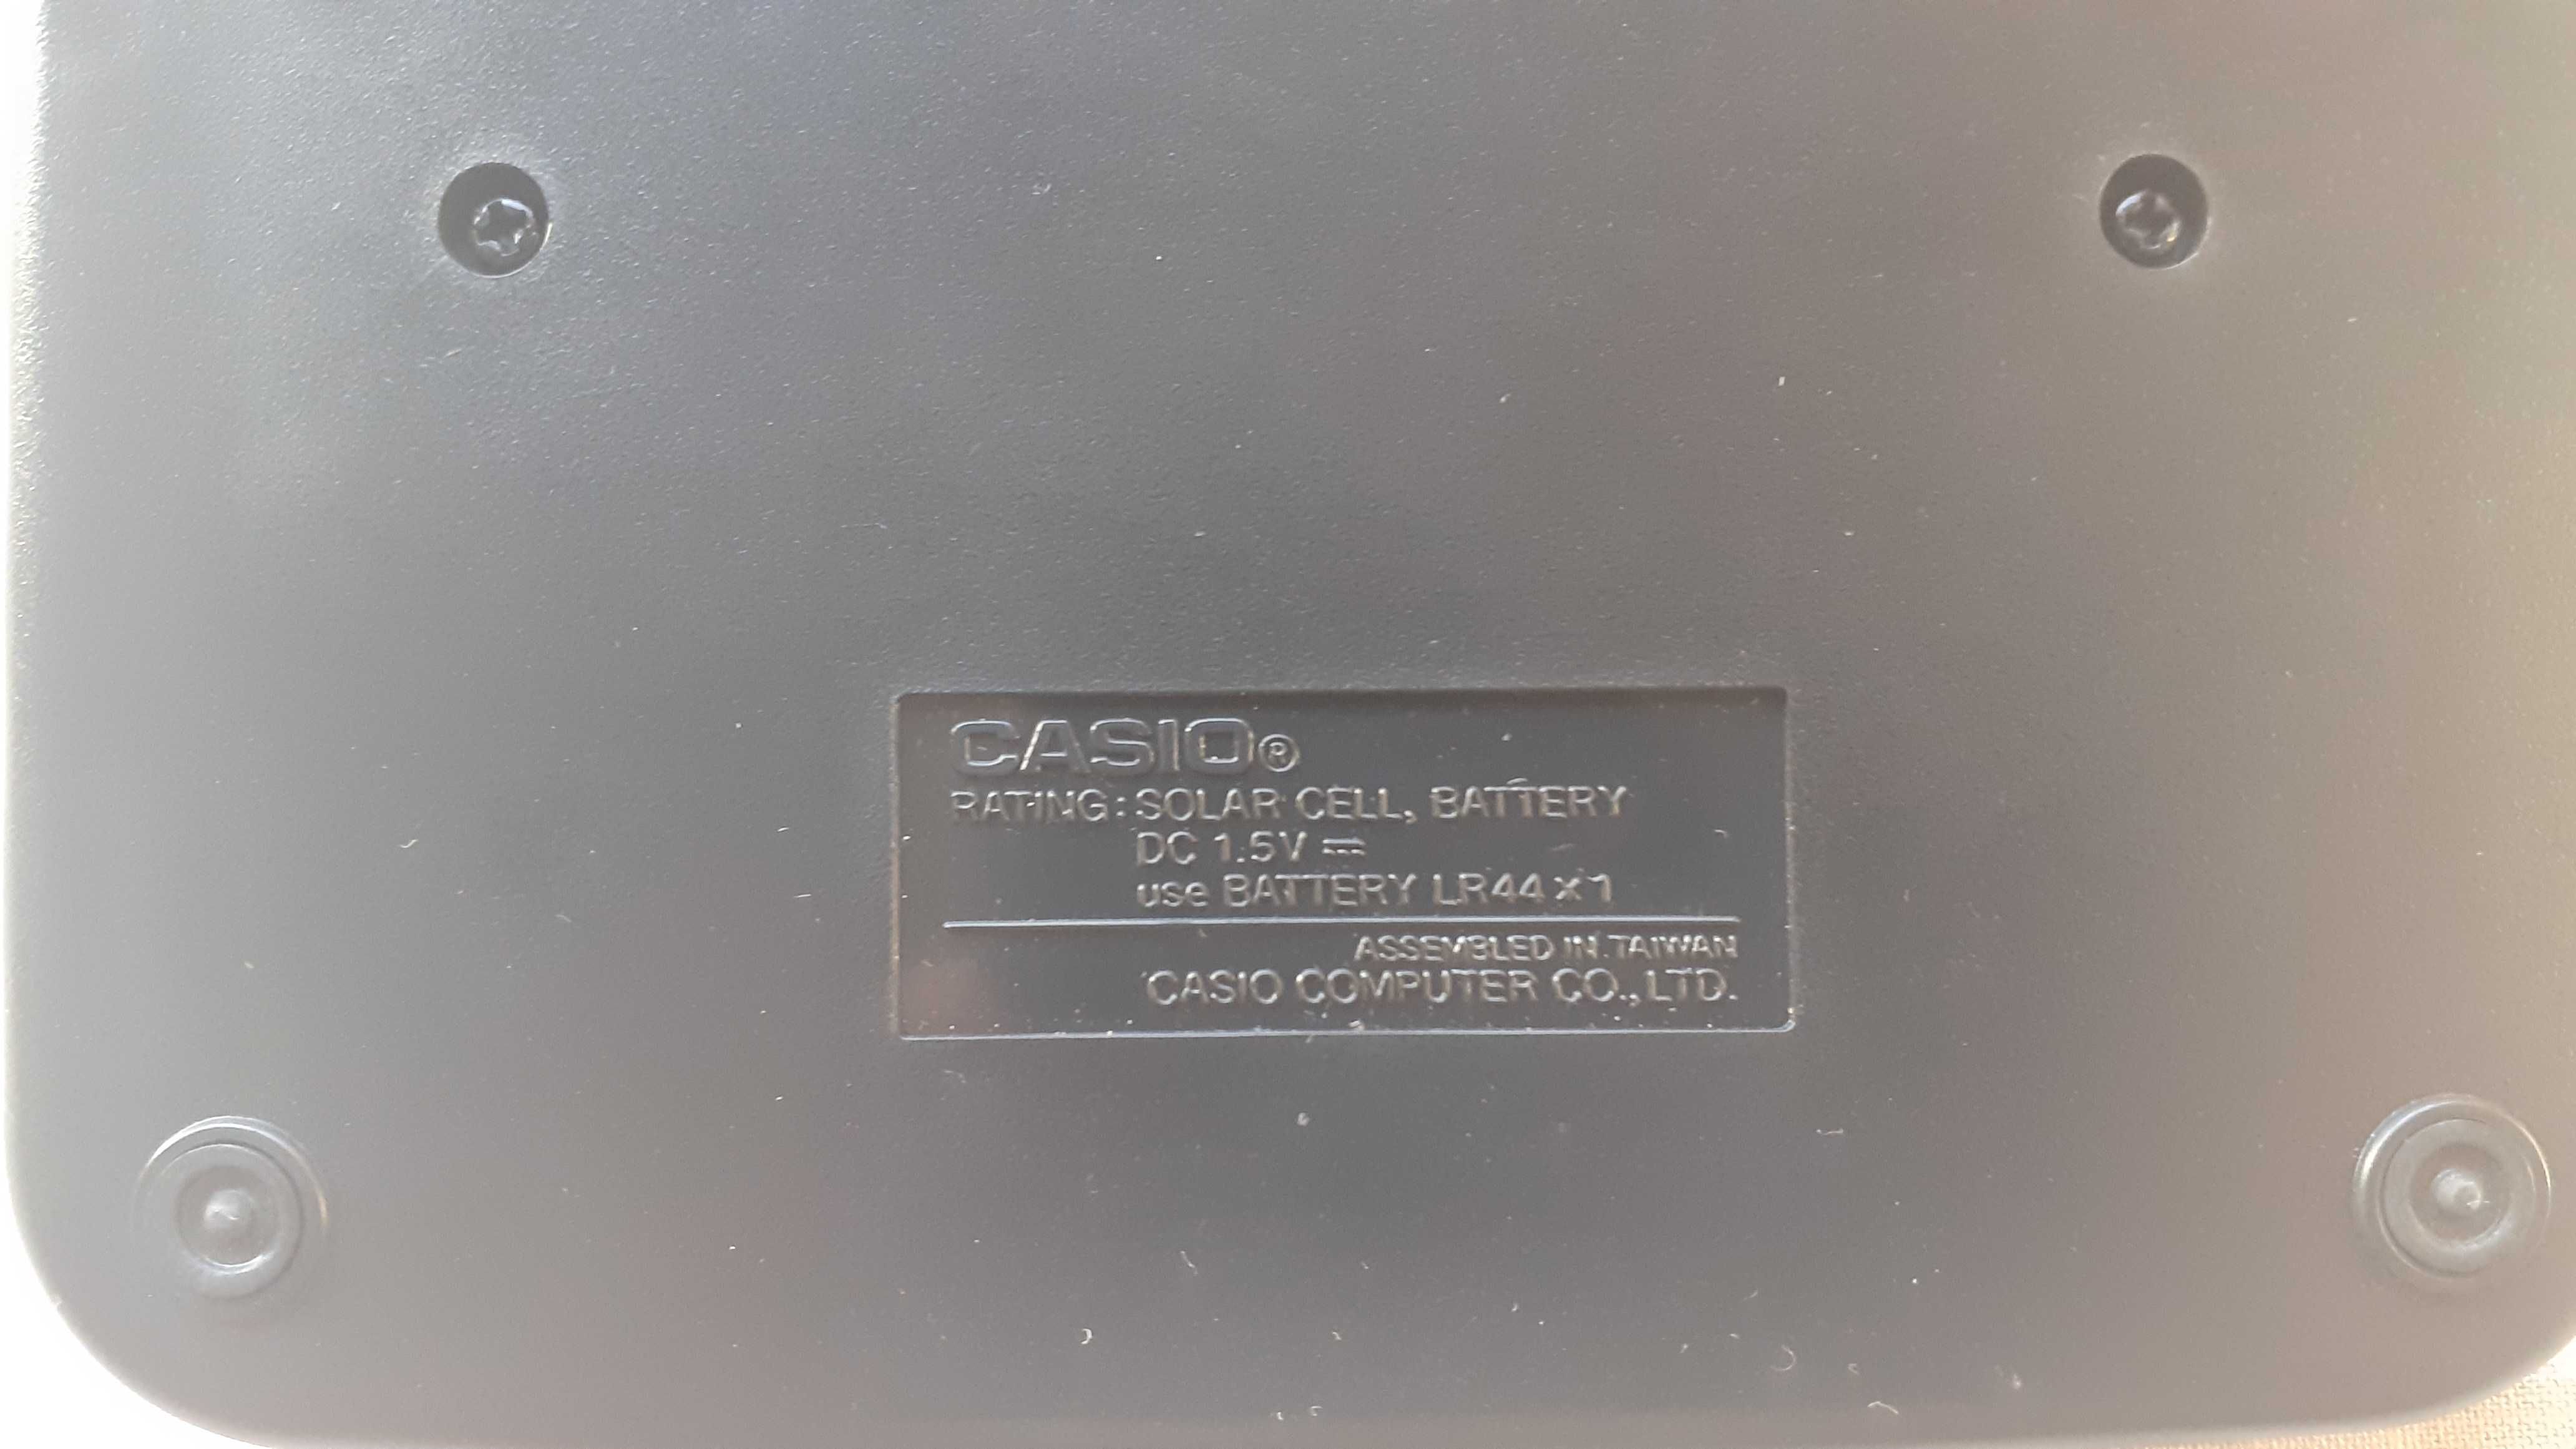 CASIO®
RATING: SOLAR CELL, BATTERY
DC 1.5V ⎓
use BATTERY LR44×1
ASSEMBLED IN TAIWAN
CASIO COMPUTER CO., LTD.